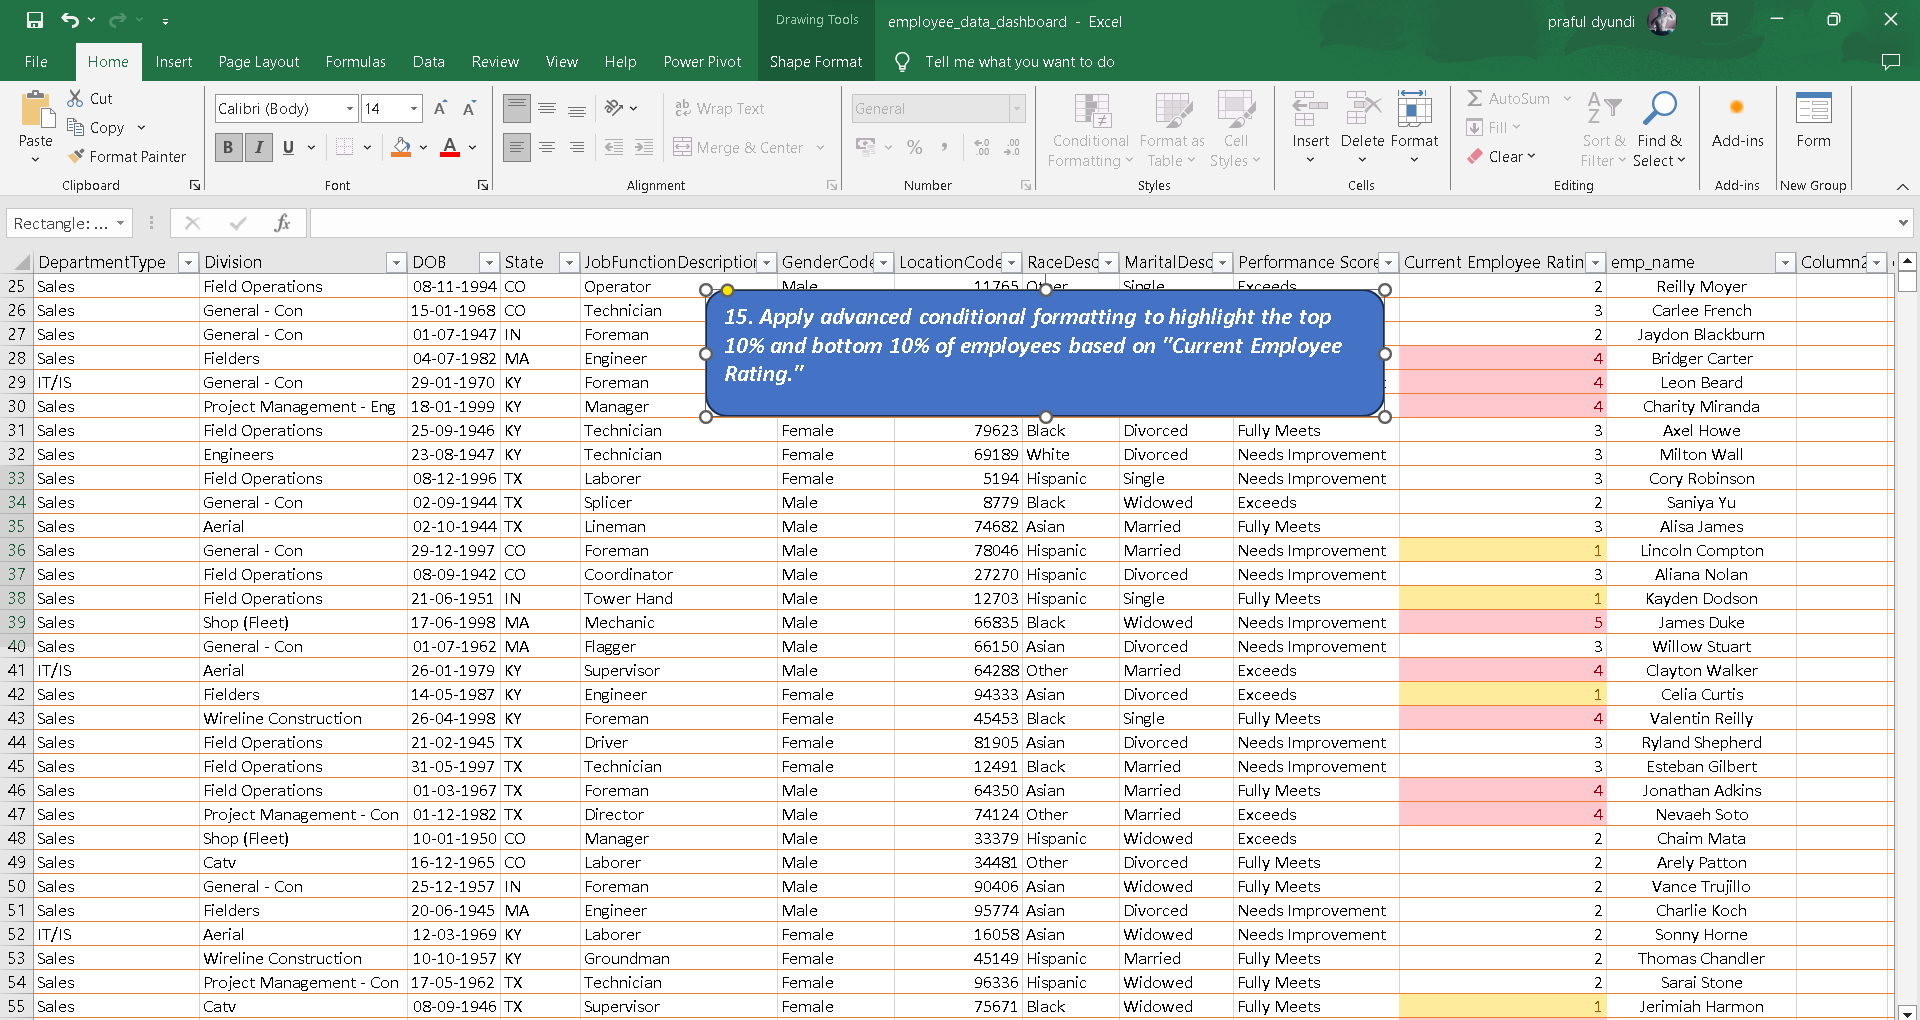 Drawing Tools
employee_data_dashboard - Excel
praful dyundi
File Home Insert Page Layout Formulas Data Review View Help Power Pivot Shape Format Tell me what you want to do
Paste
Cut
Copy
Format Painter
Clipboard
Calibri (Body) 14 A A
B I U A
Font
ab Wrap Text
Merge & Center
Alignment
General
% ,
Number
Conditional Formatting
Format as Table
Cell Styles
Styles
Insert Delete Format
Cells
AutoSum
Fill
Clear
Sort & Filter
Find & Select
Editing
Add-ins
Add-ins
Form
New Group
Rectangle: ... fx
DepartmentType Division DOB State JobFunctionDescription GenderCode LocationCode RaceDesc MaritalDesc Performance Score Current Employee Ratin emp_name Column2
25 Sales Field Operations 08-11-1994 CO Operator Male 11765 Other Single Exceeds 2 Reilly Moyer
26 Sales General - Con 15-01-1968 CO Technician 3 Carlee French
27 Sales General - Con 01-07-1947 IN Foreman 2 Jaydon Blackburn
28 Sales Fielders 04-07-1982 MA Engineer 4 Bridger Carter
29 IT/IS General - Con 29-01-1970 KY Foreman 4 Leon Beard
30 Sales Project Management - Eng 18-01-1999 KY Manager 4 Charity Miranda
15. Apply advanced conditional formatting to highlight the top
10% and bottom 10% of employees based on "Current Employee
Rating."
31 Sales Field Operations 25-09-1946 KY Technician Female 79623 Black Divorced Fully Meets 3 Axel Howe
32 Sales Engineers 23-08-1947 KY Technician Female 69189 White Divorced Needs Improvement 3 Milton Wall
33 Sales Field Operations 08-12-1996 TX Laborer Female 5194 Hispanic Single Needs Improvement 3 Cory Robinson
34 Sales General - Con 02-09-1944 TX Splicer Male 8779 Black Widowed Exceeds 2 Saniya Yu
35 Sales Aerial 02-10-1944 TX Lineman Male 74682 Asian Married Fully Meets 3 Alisa James
36 Sales General - Con 29-12-1997 CO Foreman Male 78046 Hispanic Married Needs Improvement 1 Lincoln Compton
37 Sales Field Operations 08-09-1942 CO Coordinator Male 27270 Hispanic Divorced Needs Improvement 3 Aliana Nolan
38 Sales Field Operations 21-06-1951 IN Tower Hand Male 12703 Hispanic Single Fully Meets 1 Kayden Dodson
39 Sales Shop (Fleet) 17-06-1998 MA Mechanic Male 66835 Black Widowed Needs Improvement 5 James Duke
40 Sales General - Con 01-07-1962 MA Flagger Male 66150 Asian Divorced Needs Improvement 3 Willow Stuart
41 IT/IS Aerial 26-01-1979 KY Supervisor Male 64288 Other Married Exceeds 4 Clayton Walker
42 Sales Fielders 14-05-1987 KY Engineer Female 94333 Asian Divorced Exceeds 1 Celia Curtis
43 Sales Wireline Construction 26-04-1998 KY Foreman Female 45453 Black Single Fully Meets 4 Valentin Reilly
44 Sales Field Operations 21-02-1945 TX Driver Female 81905 Asian Divorced Needs Improvement 3 Ryland Shepherd
45 Sales Field Operations 31-05-1997 TX Technician Female 12491 Black Married Needs Improvement 3 Esteban Gilbert
46 Sales Field Operations 01-03-1967 TX Foreman Male 64350 Asian Married Fully Meets 4 Jonathan Adkins
47 Sales Project Management - Con 01-12-1982 TX Director Male 74124 Other Married Exceeds 4 Nevaeh Soto
48 Sales Shop (Fleet) 10-01-1950 CO Manager Male 33379 Hispanic Widowed Exceeds 2 Chaim Mata
49 Sales Catv 16-12-1965 CO Laborer Male 34481 Other Divorced Fully Meets 2 Arely Patton
50 Sales General - Con 25-12-1957 IN Foreman Male 90406 Asian Widowed Fully Meets 2 Vance Trujillo
51 Sales Fielders 20-06-1945 MA Engineer Male 95774 Asian Divorced Needs Improvement 2 Charlie Koch
52 IT/IS Aerial 12-03-1969 KY Laborer Female 16058 Asian Widowed Needs Improvement 2 Sonny Horne
53 Sales Wireline Construction 10-10-1957 KY Groundman Female 45149 Hispanic Married Fully Meets 2 Thomas Chandler
54 Sales Project Management - Con 17-05-1962 TX Technician Female 96336 Hispanic Widowed Fully Meets 2 Sarai Stone
55 Sales Catv 08-09-1946 TX Supervisor Female 75671 Black Widowed Fully Meets 1 Jerimiah Harmon